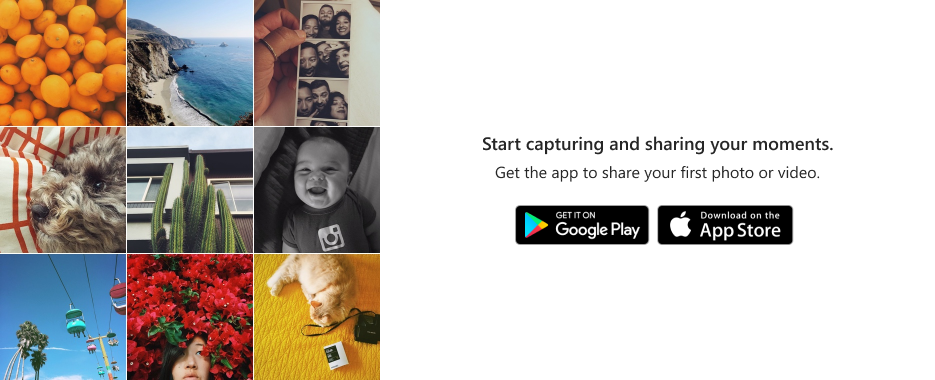 Start capturing and sharing your moments.
Get the app to share your first photo or video.
GET IT ON
Google Play
Download on the
App Store